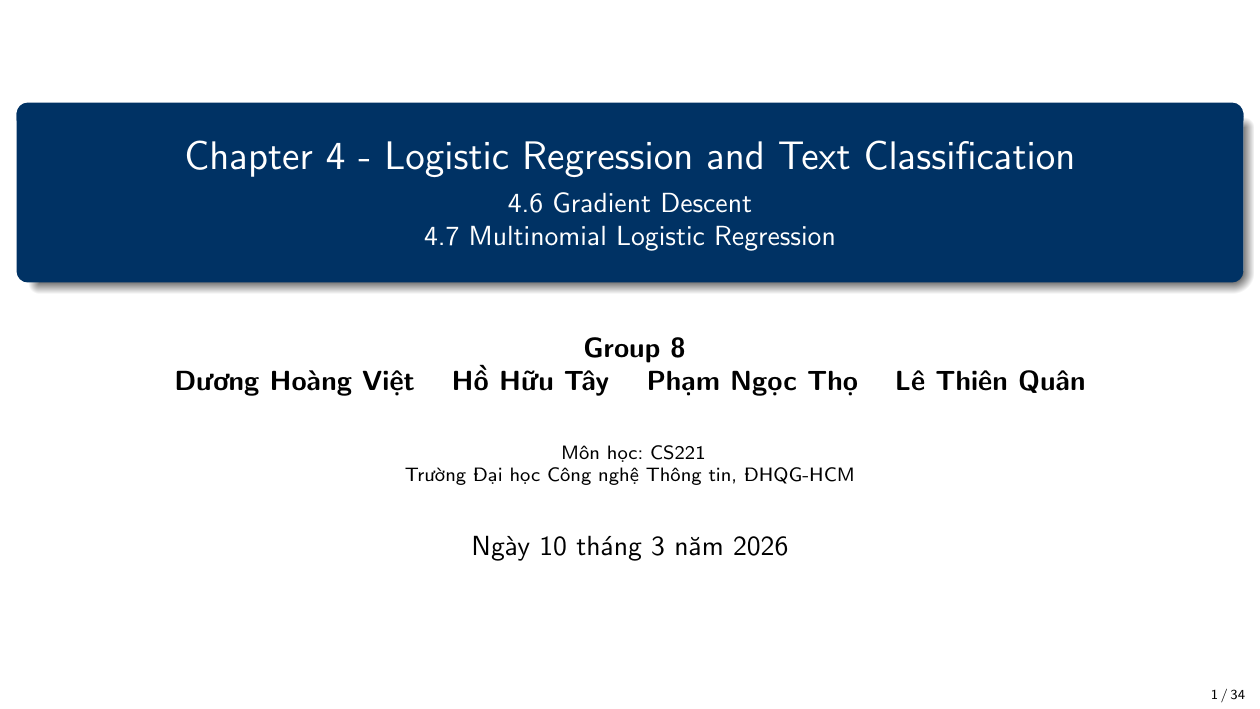 Chapter 4 - Logistic Regression and Text Classification
4.6 Gradient Descent
4.7 Multinomial Logistic Regression
Group 8
Dương Hoàng Việt Hồ Hữu Tây Phạm Ngọc Thọ Lê Thiên Quân
Môn học: CS221
Trường Đại học Công nghệ Thông tin, ĐHQG-HCM
Ngày 10 tháng 3 năm 2026
1 / 34